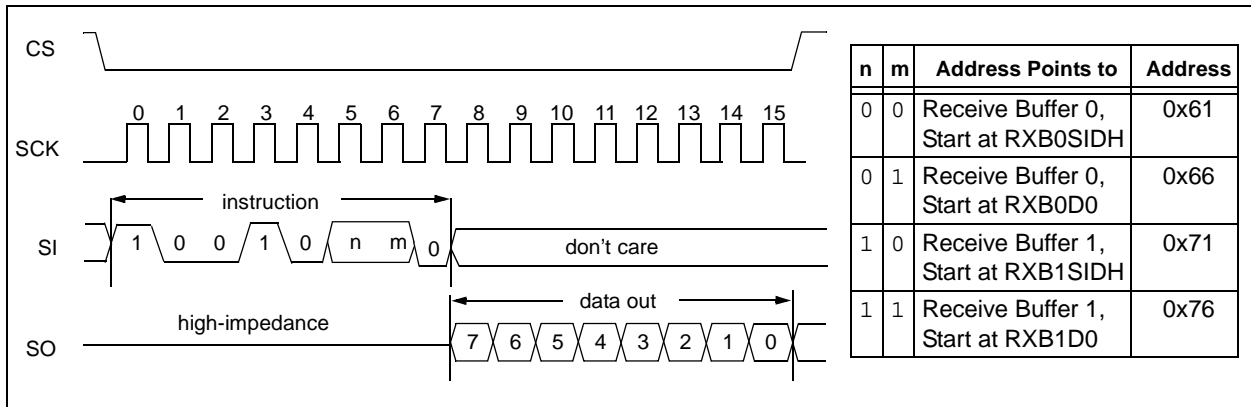 CS
SCK
0 1 2 3 4 5 6 7 8 9 10 11 12 13 14 15
instruction
SI
1 0 0 1 0 n m 0
don't care
data out
high-impedance
SO
7 6 5 4 3 2 1 0
n m Address Points to Address
0 0 Receive Buffer 0, 0x61
Start at RXB0SIDH
0 1 Receive Buffer 0, 0x66
Start at RXB0D0
1 0 Receive Buffer 1, 0x71
Start at RXB1SIDH
1 1 Receive Buffer 1, 0x76
Start at RXB1D0